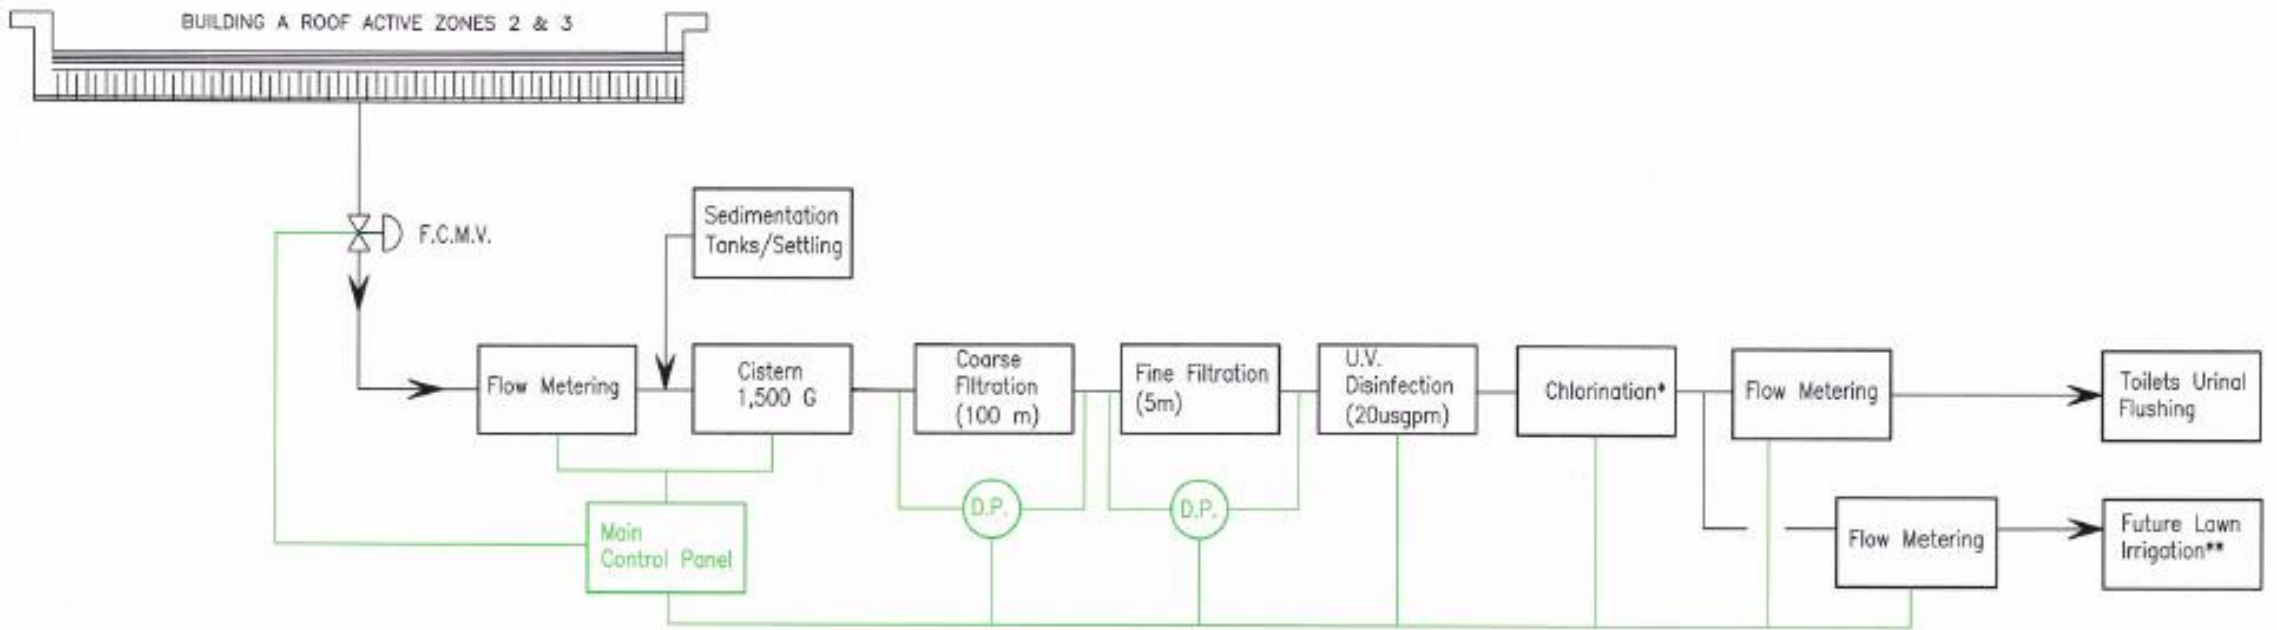 BUILDING A ROOF ACTIVE ZONES 2 & 3
F.C.M.V.
Sedimentation
Tanks/Settling
Flow Metering
Cistern
1,500 G
Coarse
FIltration
(100 m)
Fine Filtration
(5m)
U.V.
Disinfection
(20usgpm)
Chlorination*
Flow Metering
Toilets Urinal
Flushing
Main
Control Panel
D.P.
D.P.
Flow Metering
Future Lawn
Irrigation**